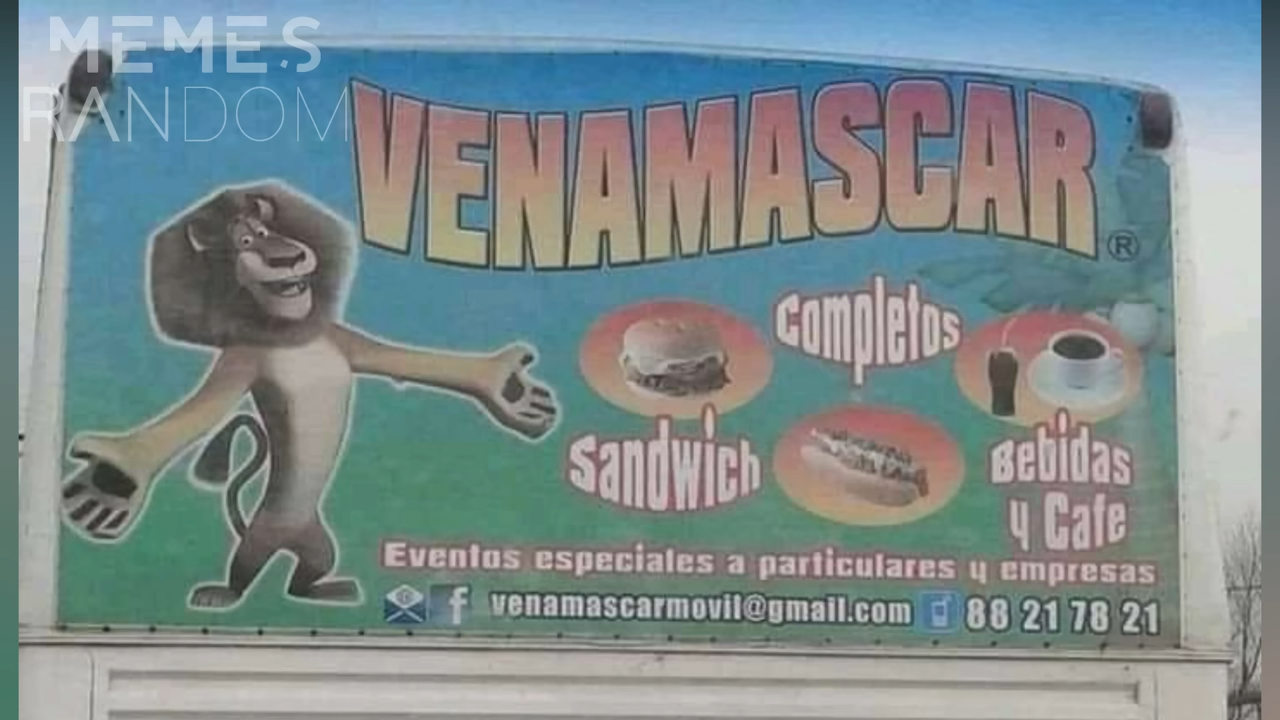 MEMES
RANDOM
VENAMASCAR®
Completos
Sandwich
Bebidas
y Cafe
Eventos especiales a particulares y empresas
f venamascarmovil@gmail.com 88 21 78 21